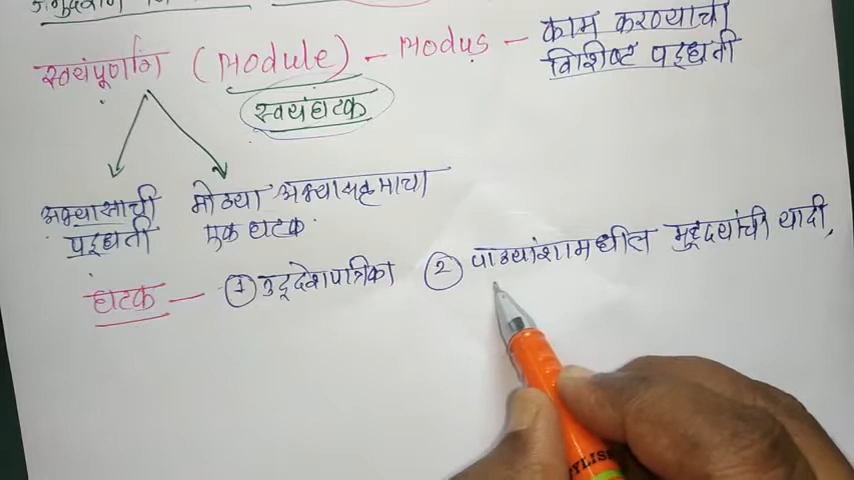 स्वयंपूर्णांग (Module) - Modus - काम करण्याची
विशिष्ट पद्धती
स्वयंघटक
अभ्यासाची
पद्धती
मोठ्या अभ्यासक्रमाचा
एक घटक
घटक - ① उद्देशपत्रिका ② पाठ्यांशामधील मुद्द्यांची यादी,